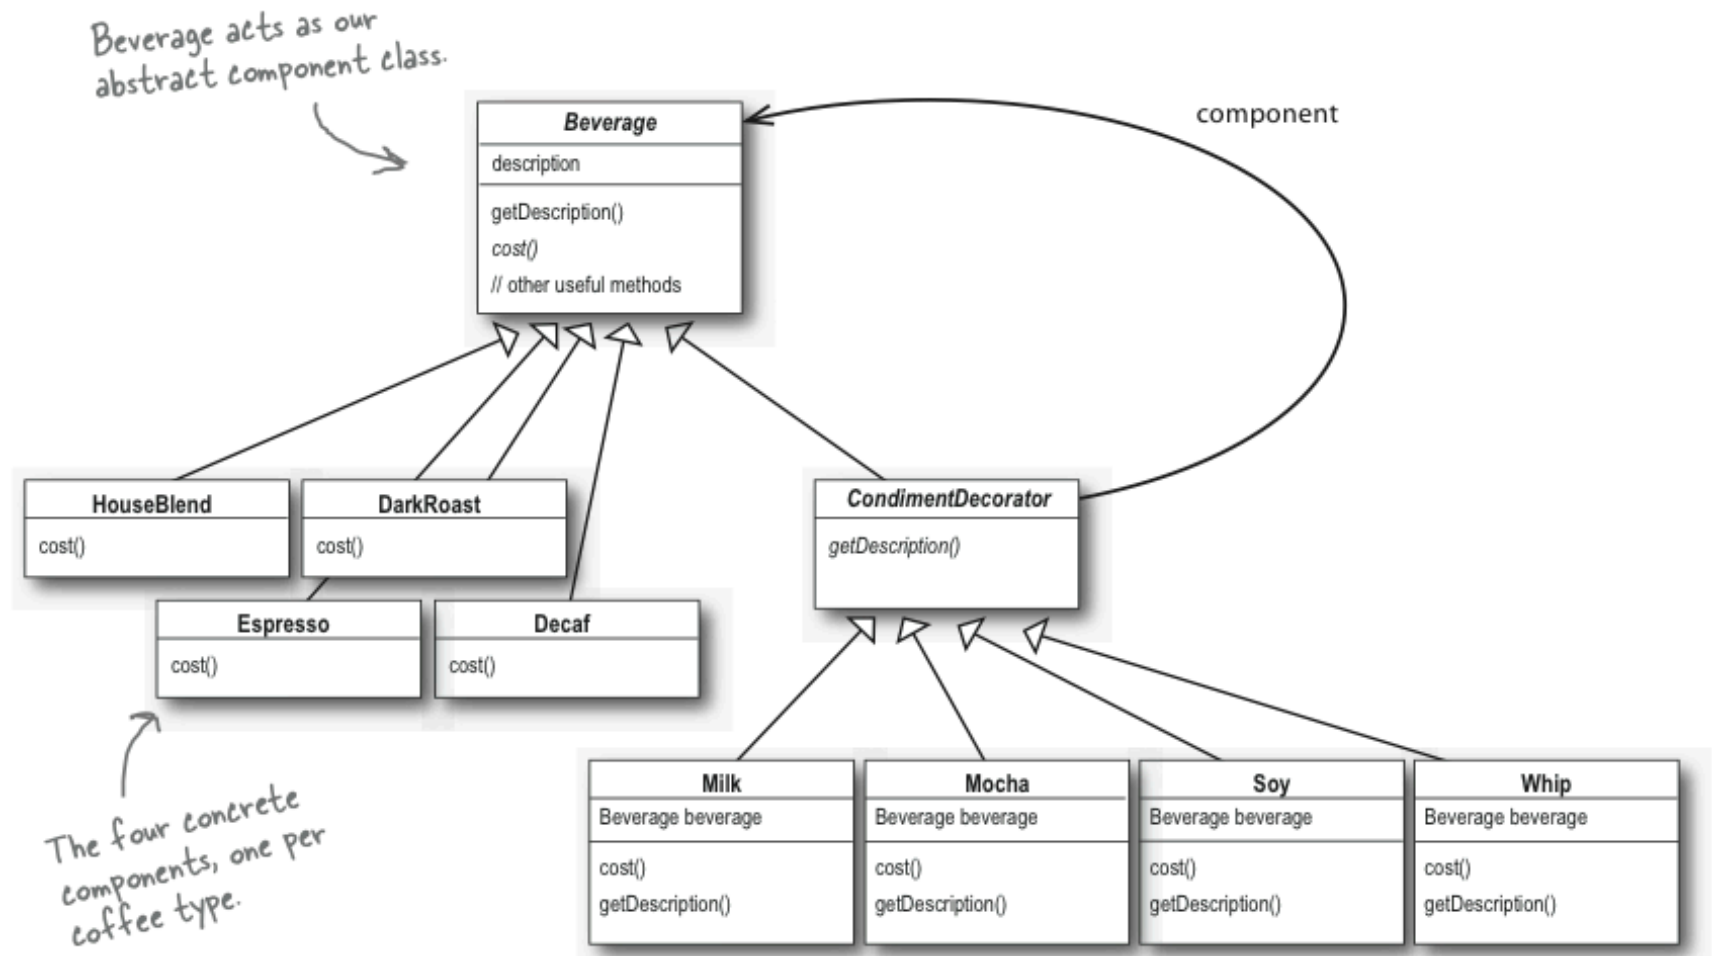 Beverage acts as our
abstract component class.
component
Beverage
description
getDescription()
cost()
// other useful methods
HouseBlend
cost()
DarkRoast
cost()
CondimentDecorator
getDescription()
Espresso
cost()
Decaf
cost()
The four concrete
components, one per
coffee type.
Milk
Beverage beverage
cost()
getDescription()
Mocha
Beverage beverage
cost()
getDescription()
Soy
Beverage beverage
cost()
getDescription()
Whip
Beverage beverage
cost()
getDescription()